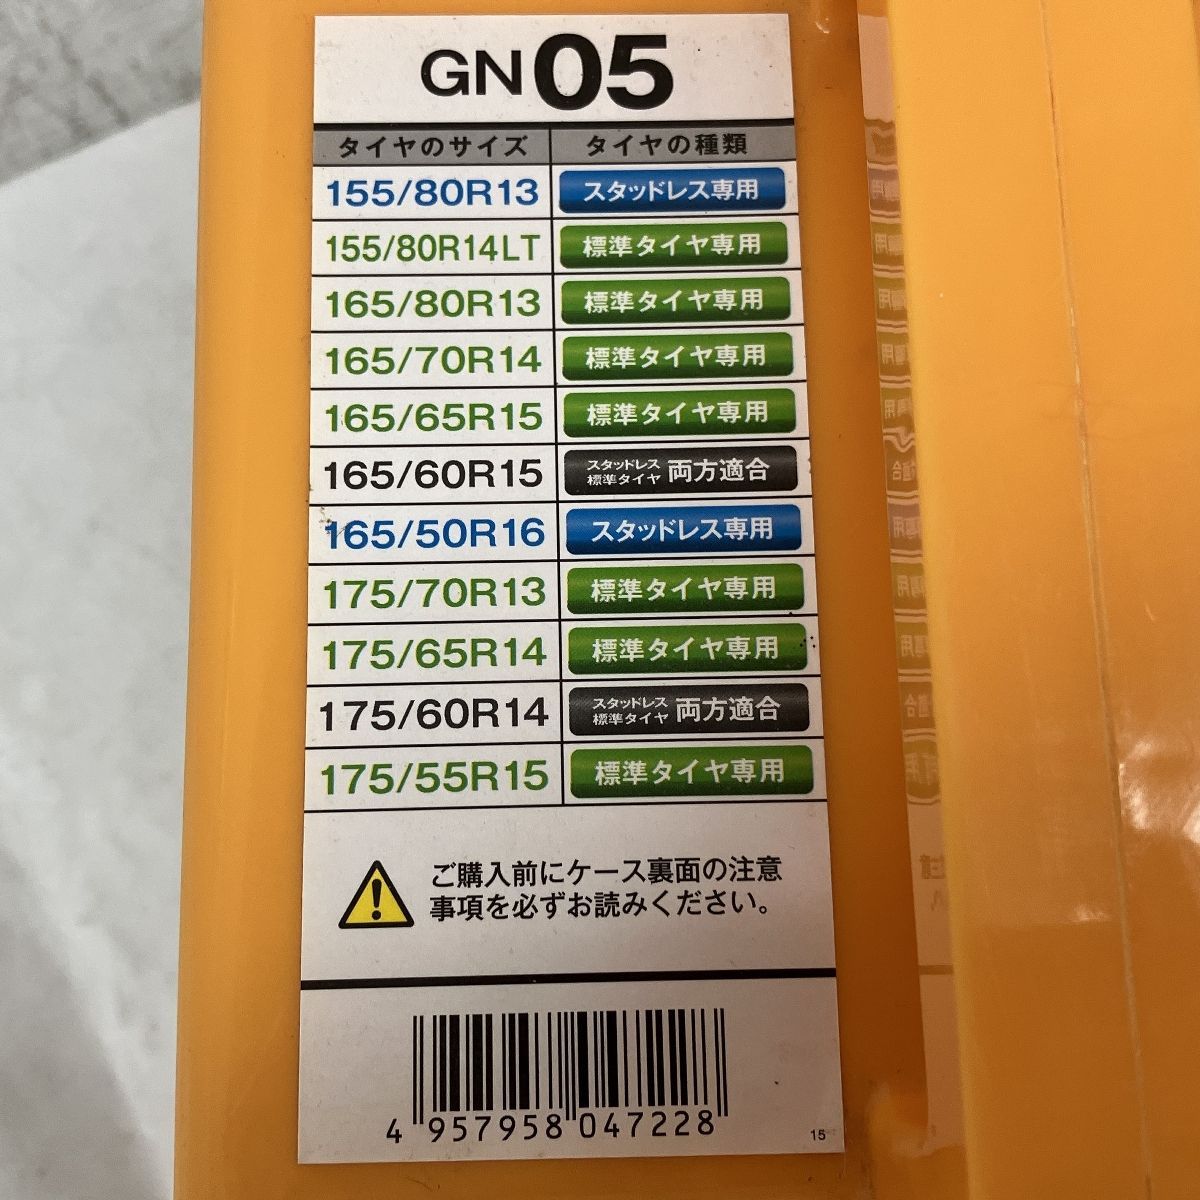 GN05
タイヤのサイズ タイヤの種類
155/80R13 スタッドレス専用
155/80R14LT 標準タイヤ専用
165/80R13 標準タイヤ専用
165/70R14 標準タイヤ専用
165/65R15 標準タイヤ専用
165/60R15 スタッドレス標準タイヤ 両方適合
165/50R16 スタッドレス専用
175/70R13 標準タイヤ専用
175/65R14 標準タイヤ専用
175/60R14 スタッドレス標準タイヤ 両方適合
175/55R15 標準タイヤ専用
ご購入前にケース裏面の注意
事項を必ずお読みください。
4 957958 047228
15